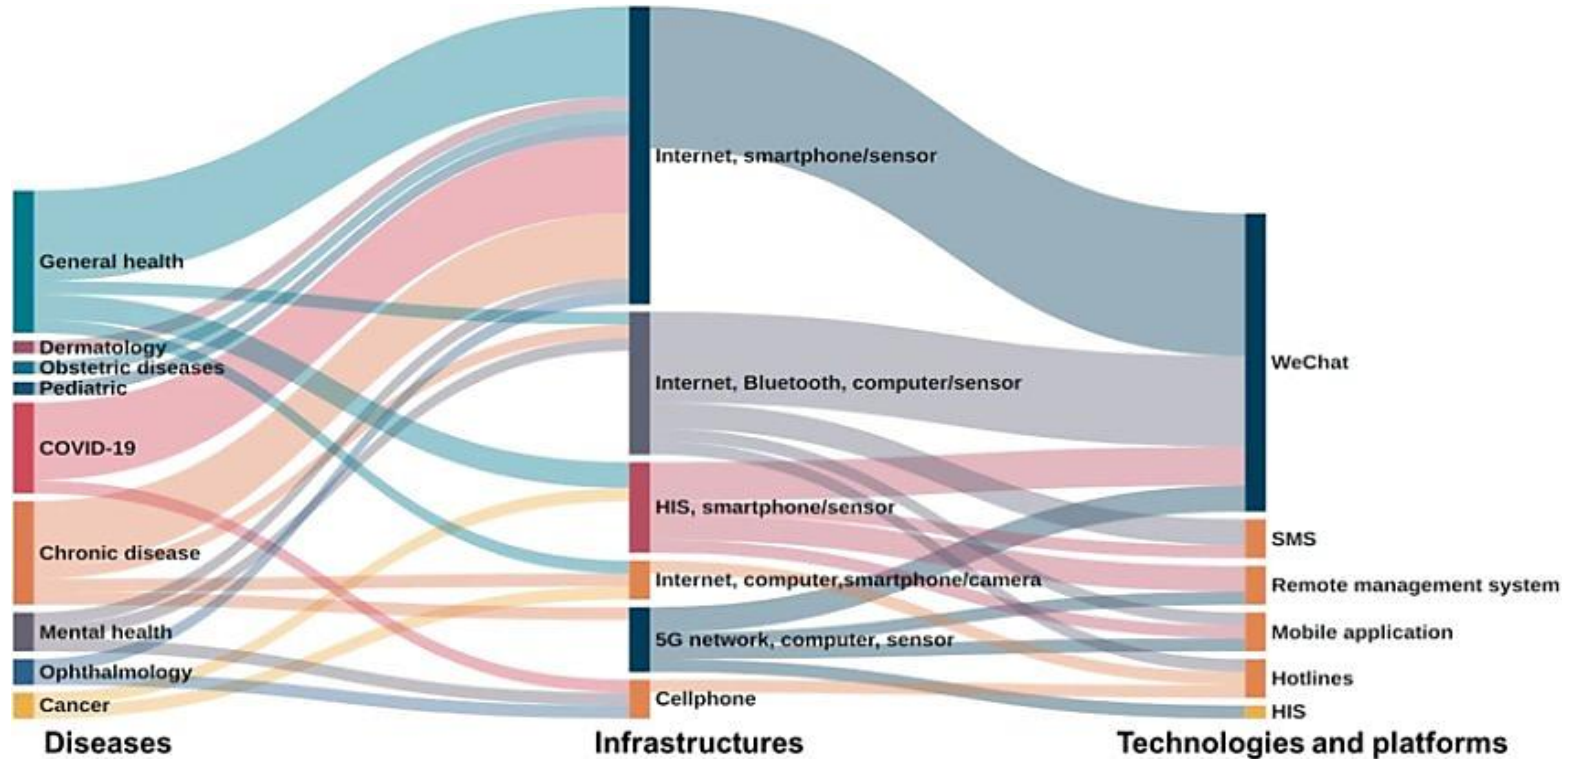 General health
Dermatology
Obstetric diseases
Pediatric
COVID-19
Chronic disease
Mental health
Ophthalmology
Cancer
Diseases
Internet, smartphone/sensor
Internet, Bluetooth, computer/sensor
HIS, smartphone/sensor
Internet, computer,smartphone/camera
5G network, computer, sensor
Cellphone
Infrastructures
WeChat
SMS
Remote management system
Mobile application
Hotlines
HIS
Technologies and platforms